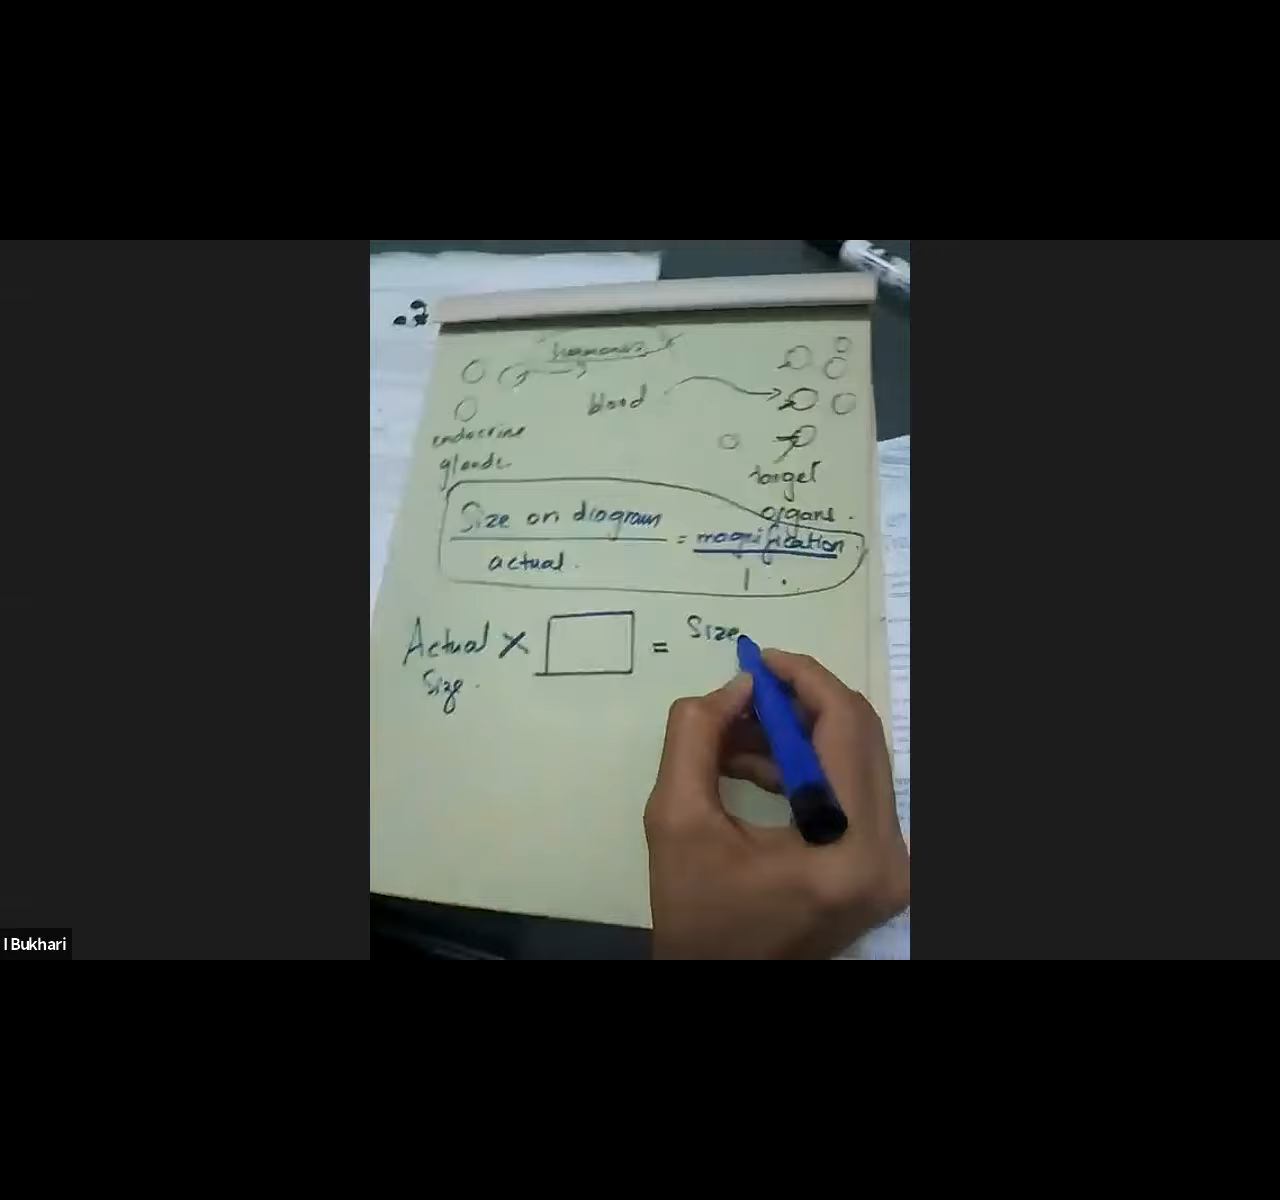 hormones
blood
endocrine
glands.
target
organs.
Size on diagram
actual.
= magnification
1
Actual × = Size
Size.
I Bukhari